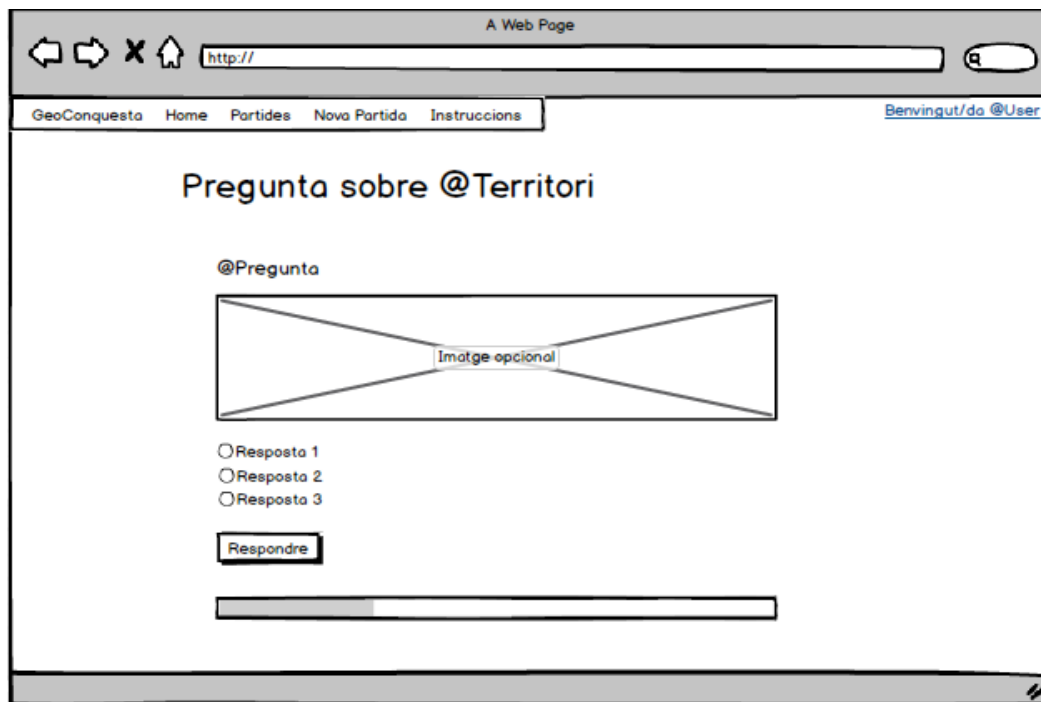 A Web Page
http://
GeoConquesta Home Partides Nova Partida Instruccions
Benvingut/da @User
Pregunta sobre @Territori
@Pregunta
Imatge opcional
Resposta 1
Resposta 2
Resposta 3
Respondre